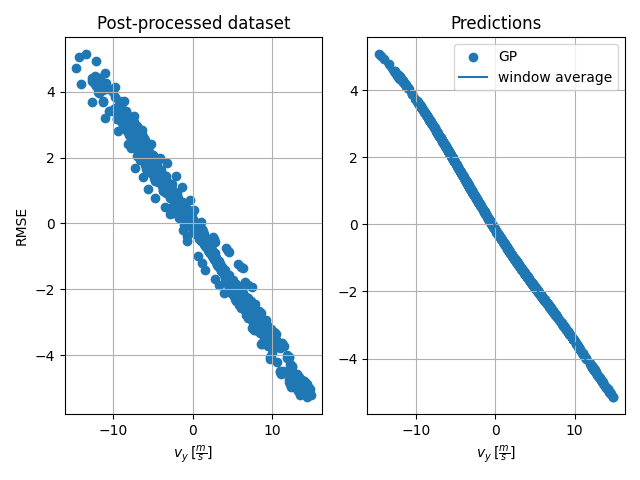 Post-processed dataset
RMSE
4
2
0
−2
−4
−10 0 10
v_y [m/s]
Predictions
GP
window average
4
2
0
−2
−4
−10 0 10
v_y [m/s]